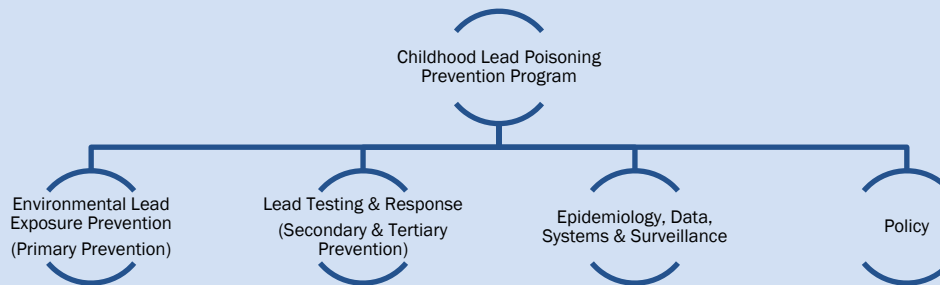 Childhood Lead Poisoning
Prevention Program
Environmental Lead
Exposure Prevention
(Primary Prevention)
Lead Testing & Response
(Secondary & Tertiary
Prevention)
Epidemiology, Data,
Systems & Surveillance
Policy